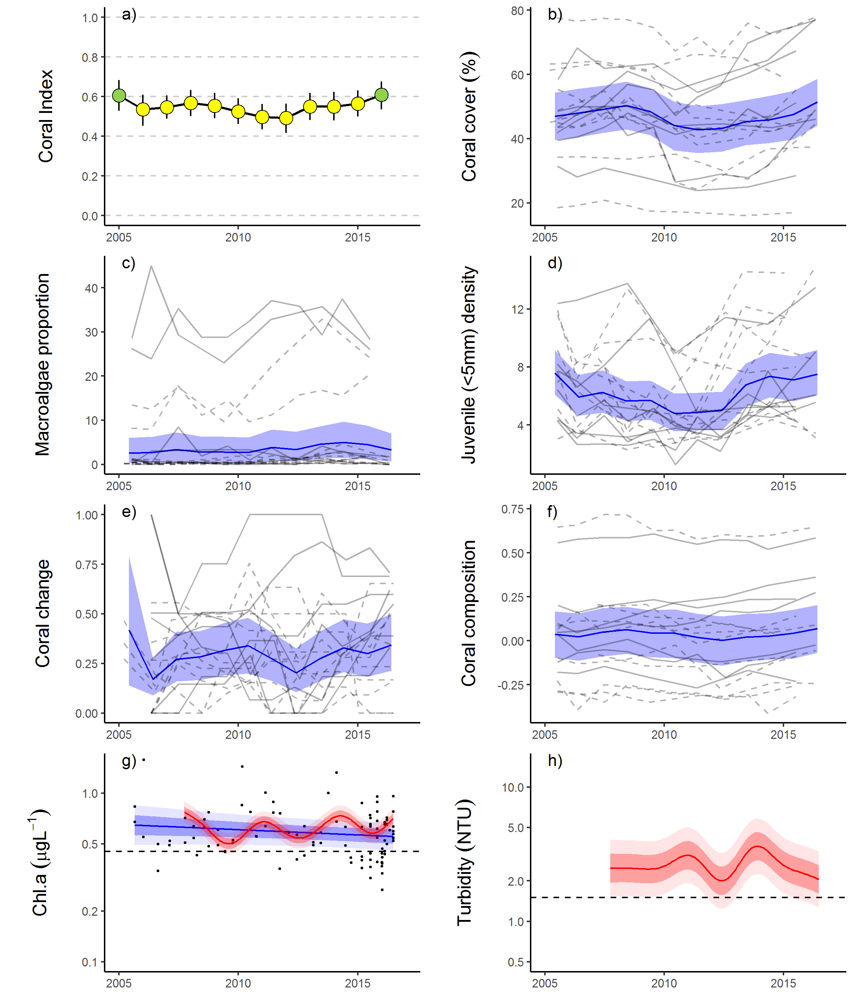 a)
1.0
0.8
0.6
0.4
0.2
0.0
Coral Index
2005 2010 2015
b)
80
60
40
20
Coral cover (%)
2005 2010 2015
c)
40
30
20
10
0
Macroalgae proportion
2005 2010 2015
d)
12
8
4
Juvenile (<5mm) density
2005 2010 2015
e)
1.00
0.75
0.50
0.25
0.00
Coral change
2005 2010 2015
f)
0.75
0.50
0.25
0.00
-0.25
Coral composition
2005 2010 2015
g)
1.0
0.5
0.2
0.1
Chl.a (μgL⁻¹)
2005 2010 2015
h)
10.0
5.0
2.0
1.0
0.5
Turbidity (NTU)
2005 2010 2015